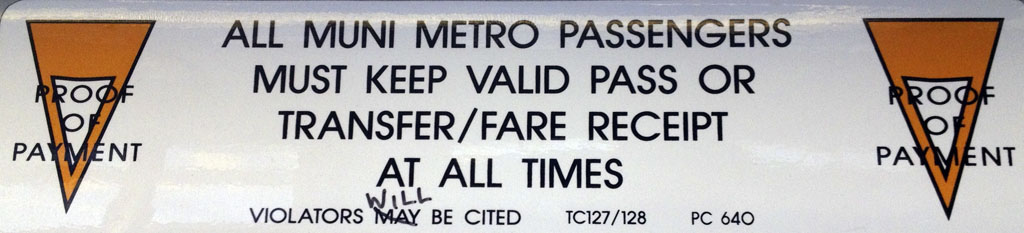 ALL MUNI METRO PASSENGERS
MUST KEEP VALID PASS OR
TRANSFER/FARE RECEIPT
AT ALL TIMES
WILL
VIOLATORS MAY BE CITED TC127/128 PC 640
PROOF
OF
PAYMENT
PROOF
OF
PAYMENT